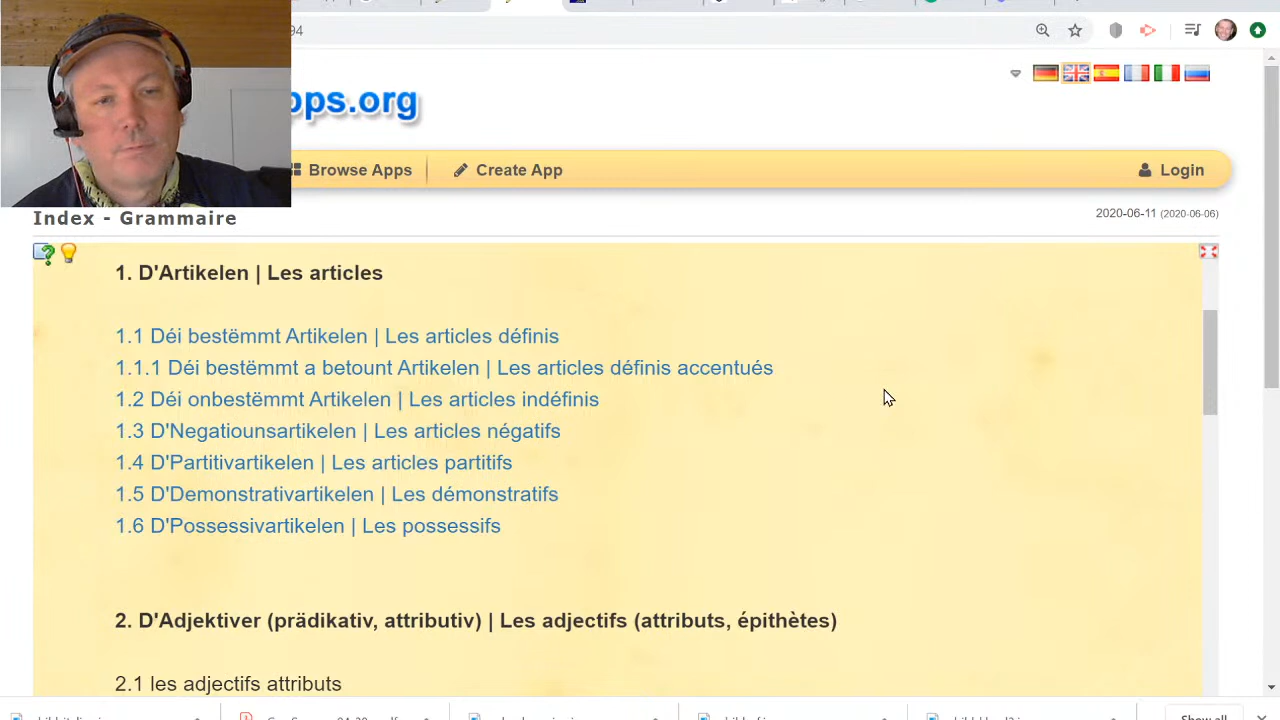 94
pps.org
Browse Apps
Create App
Login
Index - Grammaire
2020-06-11 (2020-06-06)
1. D'Artikelen | Les articles
1.1 Déi bestëmmt Artikelen | Les articles définis
1.1.1 Déi bestëmmt a betount Artikelen | Les articles définis accentués
1.2 Déi onbestëmmt Artikelen | Les articles indéfinis
1.3 D'Negatiounsartikelen | Les articles négatifs
1.4 D'Partitivartikelen | Les articles partitifs
1.5 D'Demonstrativartikelen | Les démonstratifs
1.6 D'Possessivartikelen | Les possessifs
2. D'Adjektiver (prädikativ, attributiv) | Les adjectifs (attributs, épithètes)
2.1 les adjectifs attributs
Show all